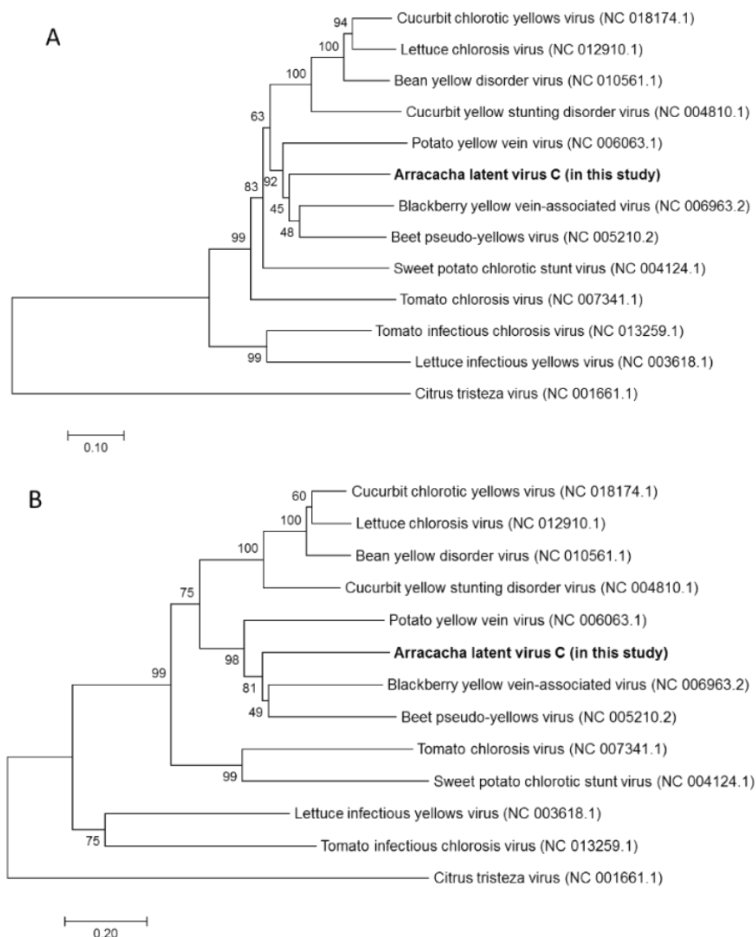 A
94
Cucurbit chlorotic yellows virus (NC 018174.1)
100
Lettuce chlorosis virus (NC 012910.1)
100
Bean yellow disorder virus (NC 010561.1)
Cucurbit yellow stunting disorder virus (NC 004810.1)
63
Potato yellow vein virus (NC 006063.1)
83
92
Arracacha latent virus C (in this study)
45
Blackberry yellow vein-associated virus (NC 006963.2)
48
Beet pseudo-yellows virus (NC 005210.2)
99
Sweet potato chlorotic stunt virus (NC 004124.1)
Tomato chlorosis virus (NC 007341.1)
Tomato infectious chlorosis virus (NC 013259.1)
99
Lettuce infectious yellows virus (NC 003618.1)
Citrus tristeza virus (NC 001661.1)
0.10
B
60
Cucurbit chlorotic yellows virus (NC 018174.1)
100
Lettuce chlorosis virus (NC 012910.1)
100
Bean yellow disorder virus (NC 010561.1)
Cucurbit yellow stunting disorder virus (NC 004810.1)
75
Potato yellow vein virus (NC 006063.1)
98
Arracacha latent virus C (in this study)
99
81
Blackberry yellow vein-associated virus (NC 006963.2)
49
Beet pseudo-yellows virus (NC 005210.2)
Tomato chlorosis virus (NC 007341.1)
99
Sweet potato chlorotic stunt virus (NC 004124.1)
Lettuce infectious yellows virus (NC 003618.1)
75
Tomato infectious chlorosis virus (NC 013259.1)
Citrus tristeza virus (NC 001661.1)
0.20